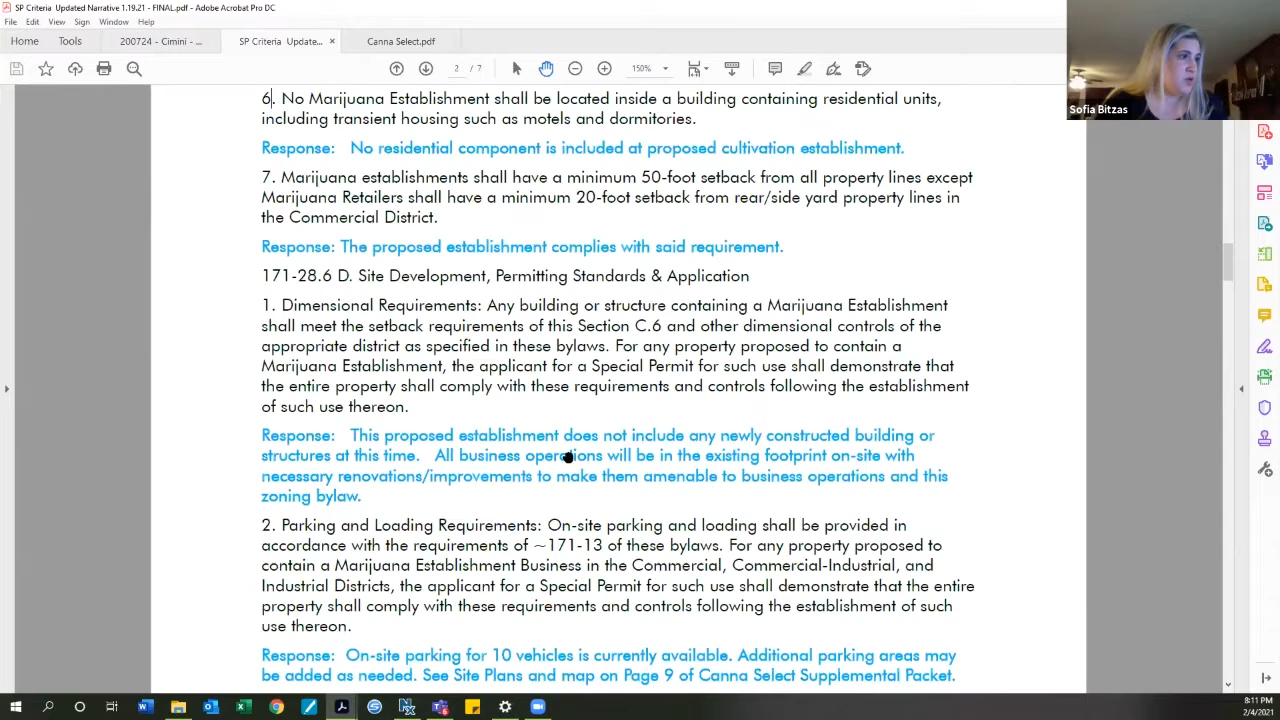 SP Criteria Updated Narrative 1.19.21 - FINAL.pdf - Adobe Acrobat Pro DC
File Edit View Sign Window Help
Home Tools 200724 - Cimini - ... SP Criteria Update... × Canna Select.pdf
2 / 7 150%
Sofia Bitzas
6. No Marijuana Establishment shall be located inside a building containing residential units,
including transient housing such as motels and dormitories.
Response: No residential component is included at proposed cultivation establishment.
7. Marijuana establishments shall have a minimum 50-foot setback from all property lines except
Marijuana Retailers shall have a minimum 20-foot setback from rear/side yard property lines in
the Commercial District.
Response: The proposed establishment complies with said requirement.
171-28.6 D. Site Development, Permitting Standards & Application
1. Dimensional Requirements: Any building or structure containing a Marijuana Establishment
shall meet the setback requirements of this Section C.6 and other dimensional controls of the
appropriate district as specified in these bylaws. For any property proposed to contain a
Marijuana Establishment, the applicant for a Special Permit for such use shall demonstrate that
the entire property shall comply with these requirements and controls following the establishment
of such use thereon.
Response: This proposed establishment does not include any newly constructed building or
structures at this time. All business operations will be in the existing footprint on-site with
necessary renovations/improvements to make them amenable to business operations and this
zoning bylaw.
2. Parking and Loading Requirements: On-site parking and loading shall be provided in
accordance with the requirements of ~171-13 of these bylaws. For any property proposed to
contain a Marijuana Establishment Business in the Commercial, Commercial-Industrial, and
Industrial Districts, the applicant for a Special Permit for such use shall demonstrate that the entire
property shall comply with these requirements and controls following the establishment of such
use thereon.
Response: On-site parking for 10 vehicles is currently available. Additional parking areas may
be added as needed. See Site Plans and map on Page 9 of Canna Select Supplemental Packet.
8:11 PM
2/4/2021